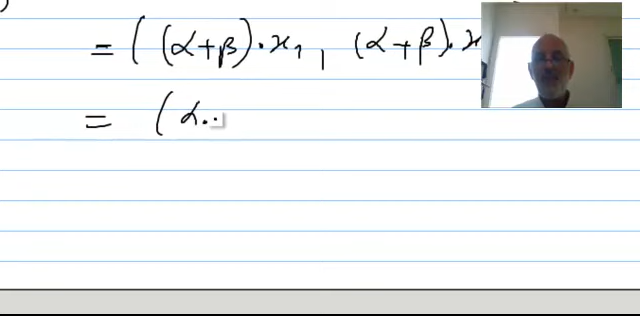 = ( (α+β)·x₁, (α+β)·x
= (α·